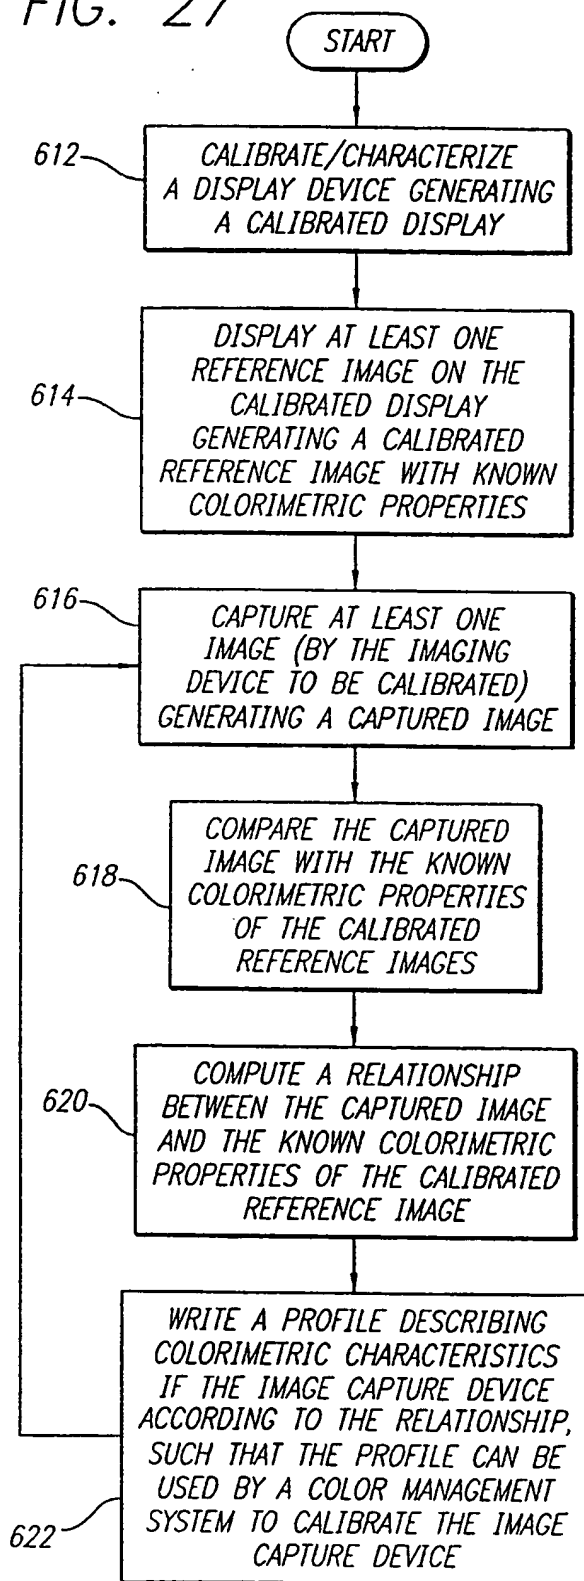 FIG. 27
START
612
CALIBRATE/CHARACTERIZE
A DISPLAY DEVICE GENERATING
A CALIBRATED DISPLAY
614
DISPLAY AT LEAST ONE
REFERENCE IMAGE ON THE
CALIBRATED DISPLAY
GENERATING A CALIBRATED
REFERENCE IMAGE WITH KNOWN
COLORIMETRIC PROPERTIES
616
CAPTURE AT LEAST ONE
IMAGE (BY THE IMAGING
DEVICE TO BE CALIBRATED)
GENERATING A CAPTURED IMAGE
618
COMPARE THE CAPTURED
IMAGE WITH THE KNOWN
COLORIMETRIC PROPERTIES
OF THE CALIBRATED
REFERENCE IMAGES
620
COMPUTE A RELATIONSHIP
BETWEEN THE CAPTURED IMAGE
AND THE KNOWN COLORIMETRIC
PROPERTIES OF THE CALIBRATED
REFERENCE IMAGE
WRITE A PROFILE DESCRIBING
COLORIMETRIC CHARACTERISTICS
IF THE IMAGE CAPTURE DEVICE
ACCORDING TO THE RELATIONSHIP,
SUCH THAT THE PROFILE CAN BE
USED BY A COLOR MANAGEMENT
SYSTEM TO CALIBRATE THE IMAGE
CAPTURE DEVICE
622